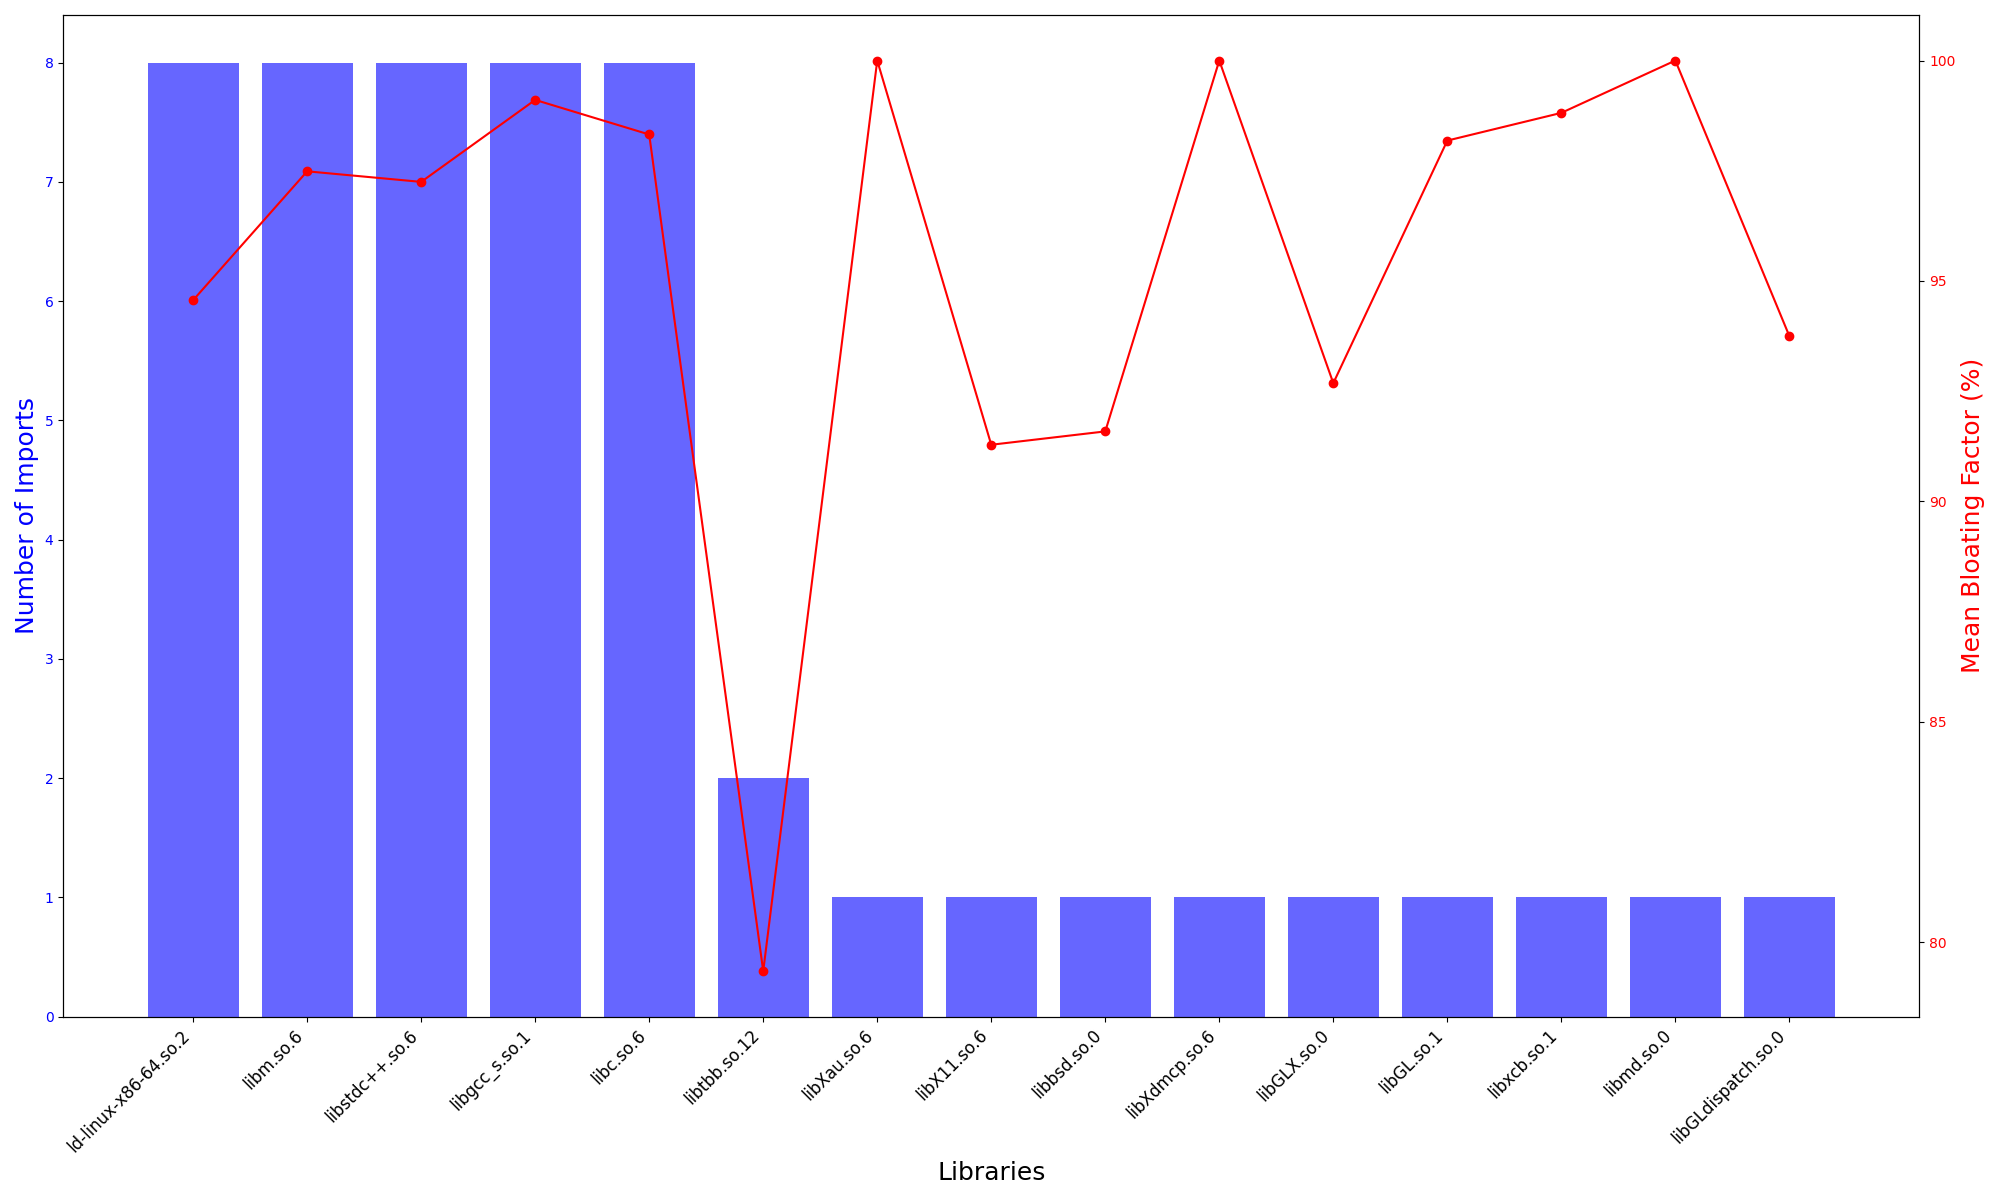 Number of Imports
8
7
6
5
4
3
2
1
0
100
95
90
85
80
Mean Bloating Factor (%)
ld-linux-x86-64.so.2
libm.so.6
libstdc++.so.6
libgcc_s.so.1
libc.so.6
libtbb.so.12
libXau.so.6
libX11.so.6
libbsd.so.0
libXdmcp.so.6
libGLX.so.0
libGL.so.1
libxcb.so.1
libmd.so.0
libGLdispatch.so.0
Libraries